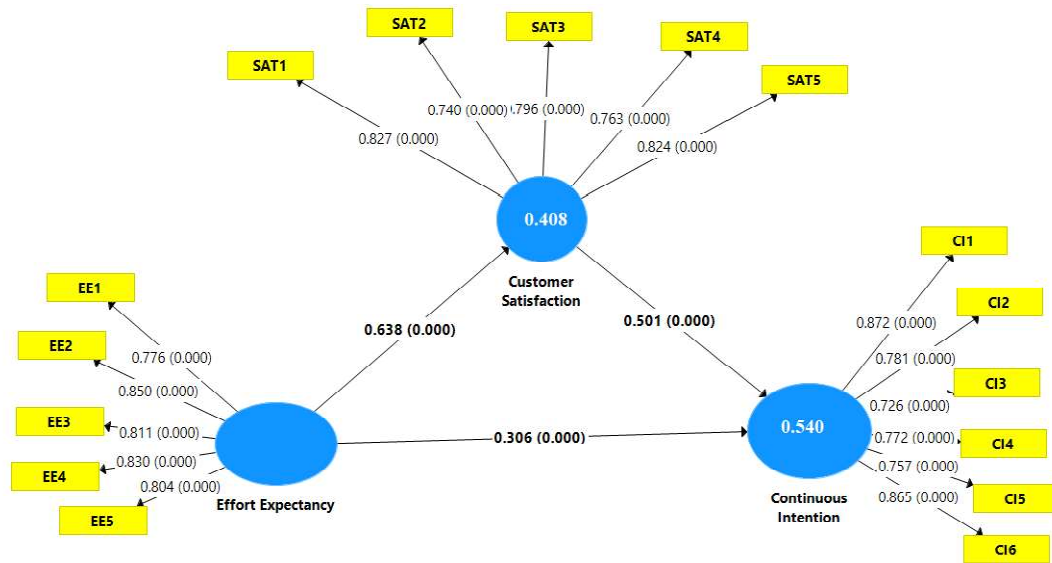 SAT1
SAT2
SAT3
SAT4
SAT5
0.827 (0.000)
0.740 (0.000)
0.796 (0.000)
0.763 (0.000)
0.824 (0.000)
0.408
Customer
Satisfaction
0.638 (0.000)
0.501 (0.000)
0.306 (0.000)
EE1
EE2
EE3
EE4
EE5
0.776 (0.000)
0.850 (0.000)
0.811 (0.000)
0.830 (0.000)
0.804 (0.000)
Effort Expectancy
0.540
Continuous
Intention
CI1
CI2
CI3
CI4
CI5
CI6
0.872 (0.000)
0.781 (0.000)
0.726 (0.000)
0.772 (0.000)
0.757 (0.000)
0.865 (0.000)